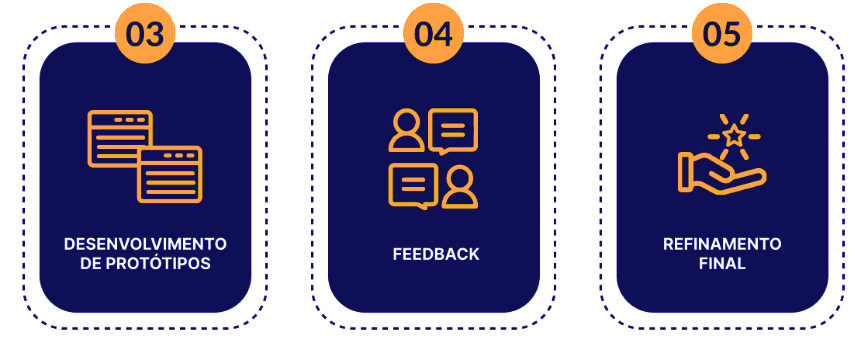 03
DESENVOLVIMENTO
DE PROTÓTIPOS
04
FEEDBACK
05
REFINAMENTO
FINAL